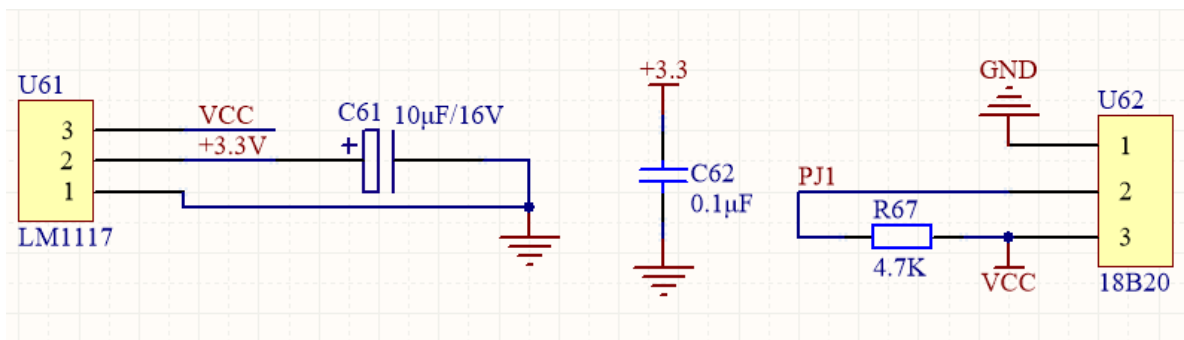 U61
3
2
1
LM1117
VCC
+3.3V
C61
10μF/16V
+
+3.3
C62
0.1μF
GND
U62
1
2
3
18B20
PJ1
R67
4.7K
VCC